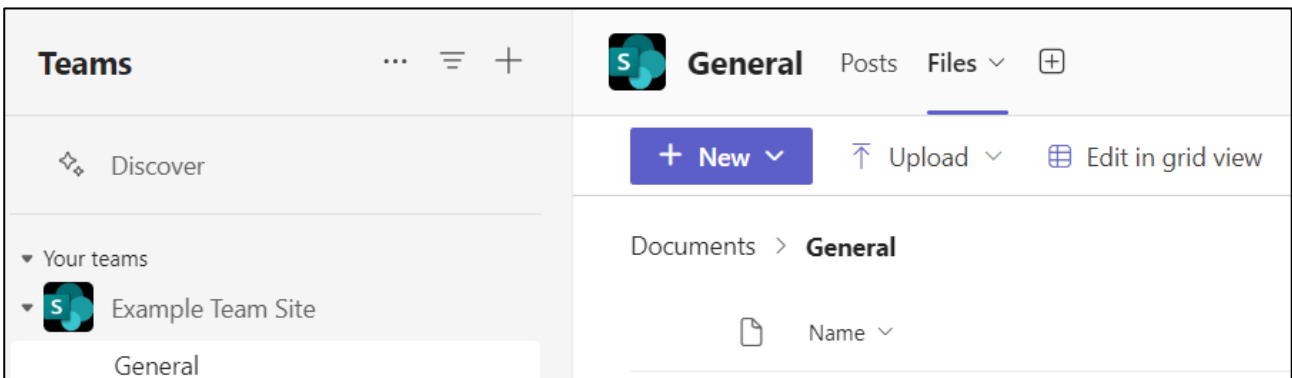 Teams
Discover
Your teams
S Example Team Site
General
S General Posts Files
New Upload Edit in grid view
Documents > General
Name